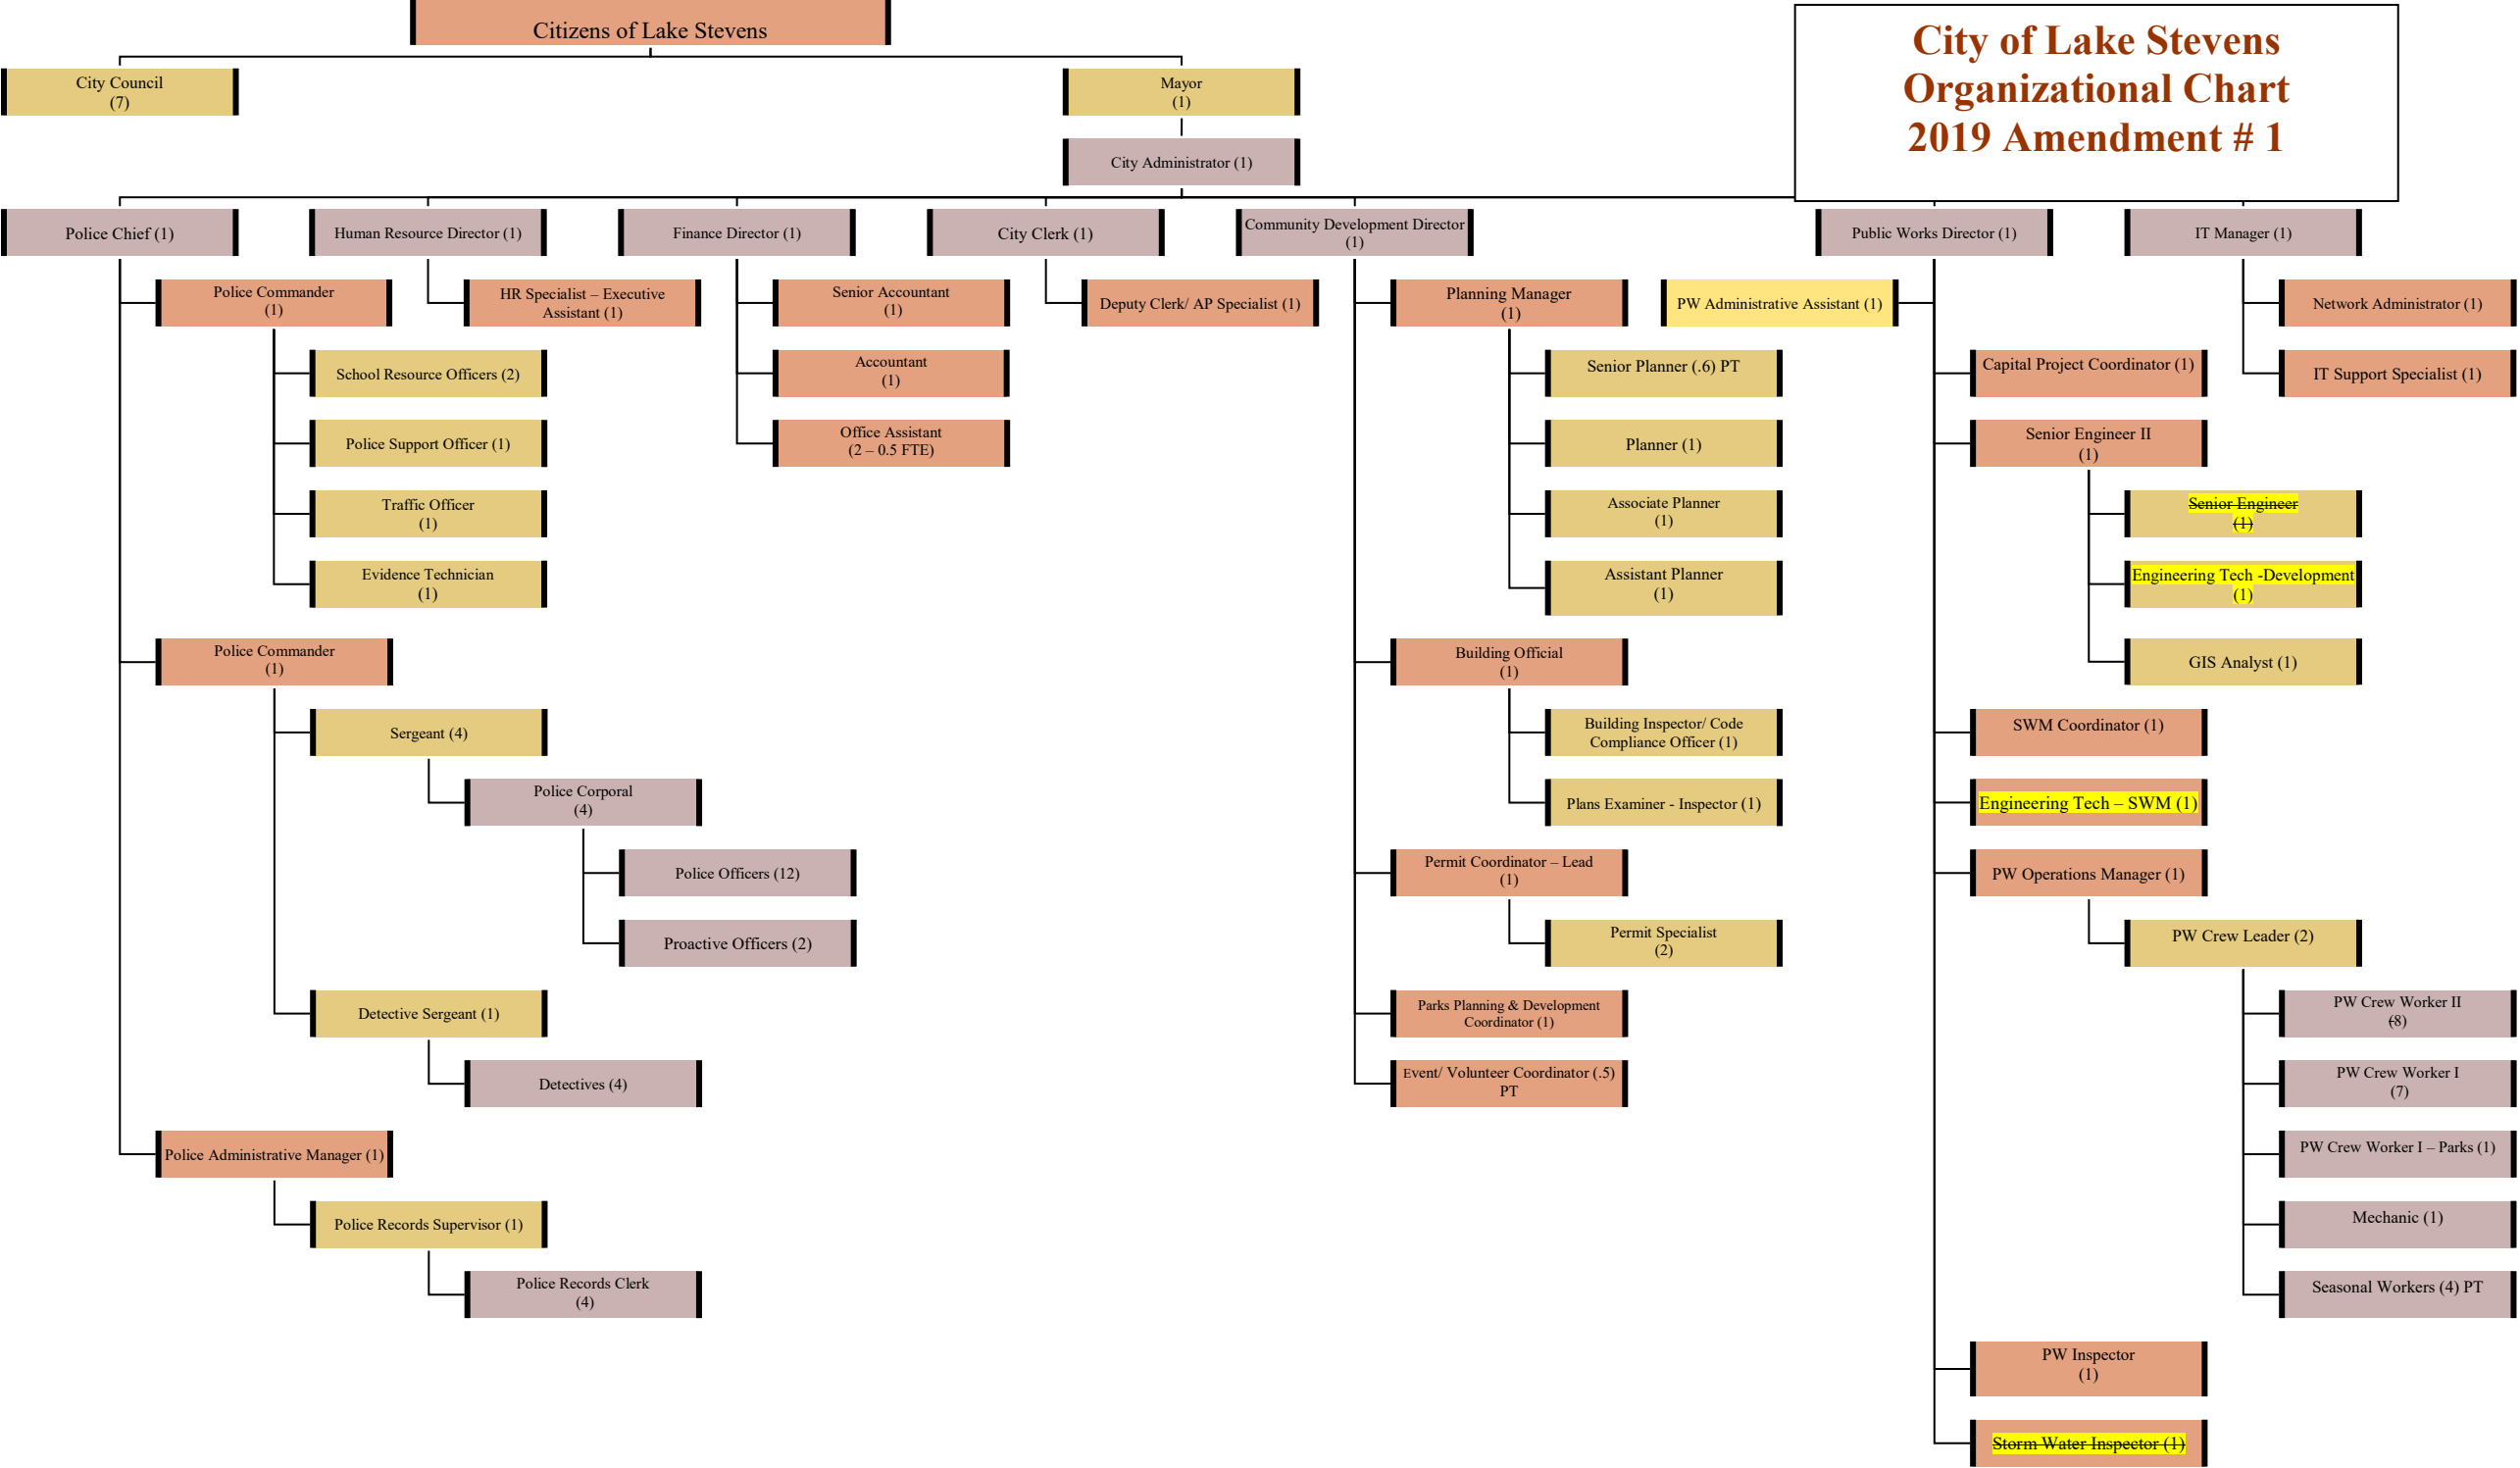 Citizens of Lake Stevens
City of Lake Stevens
Organizational Chart
2019 Amendment # 1
City Council
(7)
Mayor
(1)
City Administrator (1)
Police Chief (1)
Human Resource Director (1)
Finance Director (1)
City Clerk (1)
Community Development Director
(1)
Public Works Director (1)
IT Manager (1)
Police Commander
(1)
School Resource Officers (2)
Police Support Officer (1)
Traffic Officer
(1)
Evidence Technician
(1)
Police Commander
(1)
Sergeant (4)
Police Corporal
(4)
Police Officers (12)
Proactive Officers (2)
Detective Sergeant (1)
Detectives (4)
Police Administrative Manager (1)
Police Records Supervisor (1)
Police Records Clerk
(4)
HR Specialist – Executive
Assistant (1)
Senior Accountant
(1)
Accountant
(1)
Office Assistant
(2 – 0.5 FTE)
Deputy Clerk/ AP Specialist (1)
Planning Manager
(1)
Senior Planner (.6) PT
Planner (1)
Associate Planner
(1)
Assistant Planner
(1)
Building Official
(1)
Building Inspector/ Code
Compliance Officer (1)
Plans Examiner - Inspector (1)
Permit Coordinator – Lead
(1)
Permit Specialist
(2)
Parks Planning & Development
Coordinator (1)
Event/ Volunteer Coordinator (.5)
PT
PW Administrative Assistant (1)
Capital Project Coordinator (1)
Senior Engineer II
(1)
Senior Engineer
(1)
Engineering Tech -Development
(1)
GIS Analyst (1)
SWM Coordinator (1)
Engineering Tech – SWM (1)
PW Operations Manager (1)
PW Crew Leader (2)
PW Crew Worker II
(8)
PW Crew Worker I
(7)
PW Crew Worker I – Parks (1)
Mechanic (1)
Seasonal Workers (4) PT
PW Inspector
(1)
Storm Water Inspector (1)
Network Administrator (1)
IT Support Specialist (1)